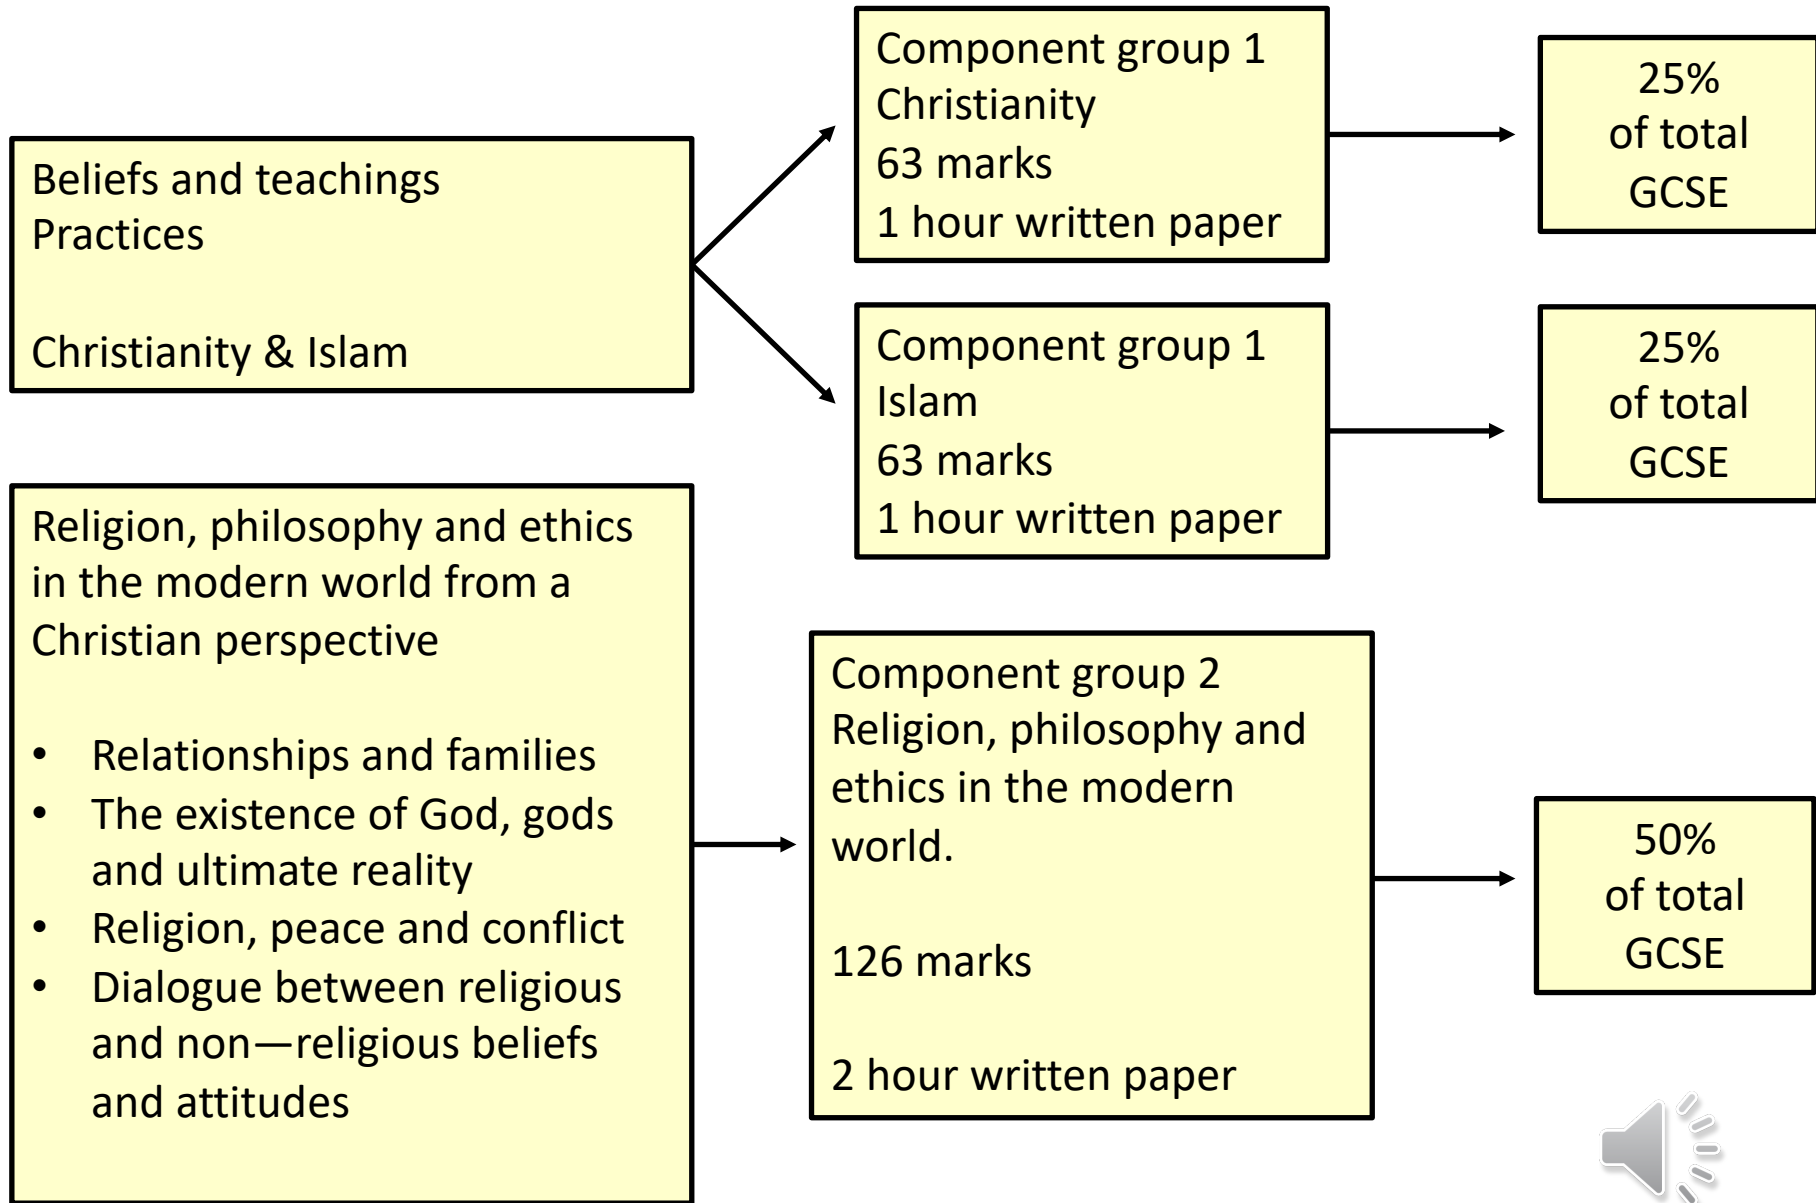 Beliefs and teachings
Practices
Christianity & Islam
Component group 1
Christianity
63 marks
1 hour written paper
25%
of total
GCSE
Component group 1
Islam
63 marks
1 hour written paper
25%
of total
GCSE
Religion, philosophy and ethics
in the modern world from a
Christian perspective
• Relationships and families
• The existence of God, gods
and ultimate reality
• Religion, peace and conflict
• Dialogue between religious
and non—religious beliefs
and attitudes
Component group 2
Religion, philosophy and
ethics in the modern
world.
126 marks
2 hour written paper
50%
of total
GCSE